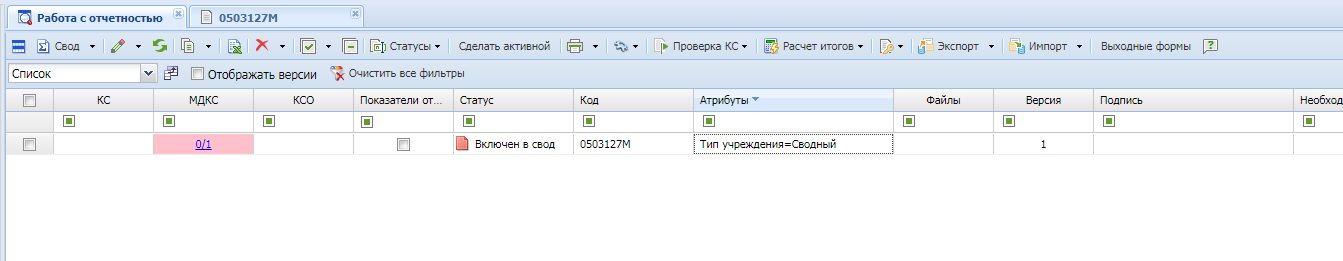 Работа с отчетностью 0503127М
Свод Статусы Сделать активной Проверка КС Расчет итогов Экспорт Импорт Выходные формы
Список Отображать версии Очистить все фильтры
КС МДКС КСО Показатели от... Статус Код Атрибуты Файлы Версия Подпись Необход
0/1 Включен в свод 0503127М Тип учреждения=Сводный 1